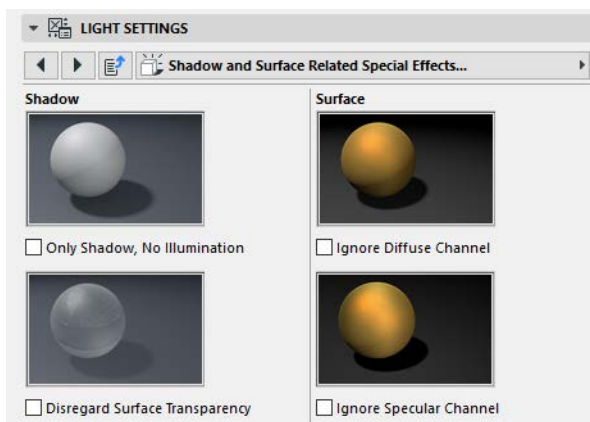 LIGHT SETTINGS
Shadow and Surface Related Special Effects...
Shadow
Surface
Only Shadow, No Illumination
Ignore Diffuse Channel
Disregard Surface Transparency
Ignore Specular Channel